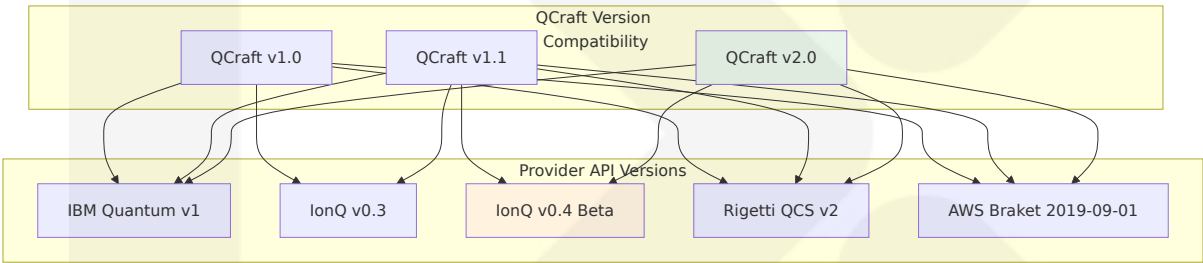 QCraft Version
Compatibility
QCraft v1.0
QCraft v1.1
QCraft v2.0
Provider API Versions
IBM Quantum v1
IonQ v0.3
IonQ v0.4 Beta
Rigetti QCS v2
AWS Braket 2019-09-01